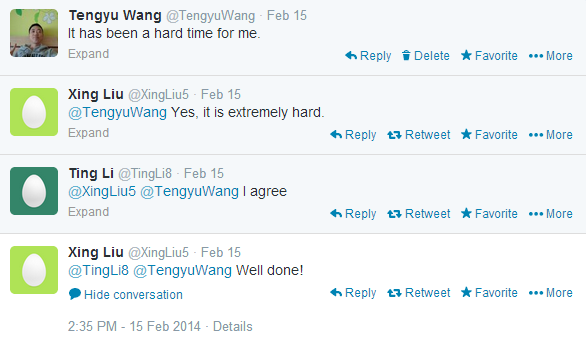 Tengyu Wang @TengyuWang · Feb 15
It has been a hard time for me.
Expand Reply Delete Favorite More
Xing Liu @XingLiu5 · Feb 15
@TengyuWang Yes, it is extremely hard.
Expand Reply Retweet Favorite More
Ting Li @TingLi8 · Feb 15
@XingLiu5 @TengyuWang I agree
Expand Reply Retweet Favorite More
Xing Liu @XingLiu5 · Feb 15
@TingLi8 @TengyuWang Well done!
Hide conversation Reply Retweet Favorite More
2:35 PM - 15 Feb 2014 · Details